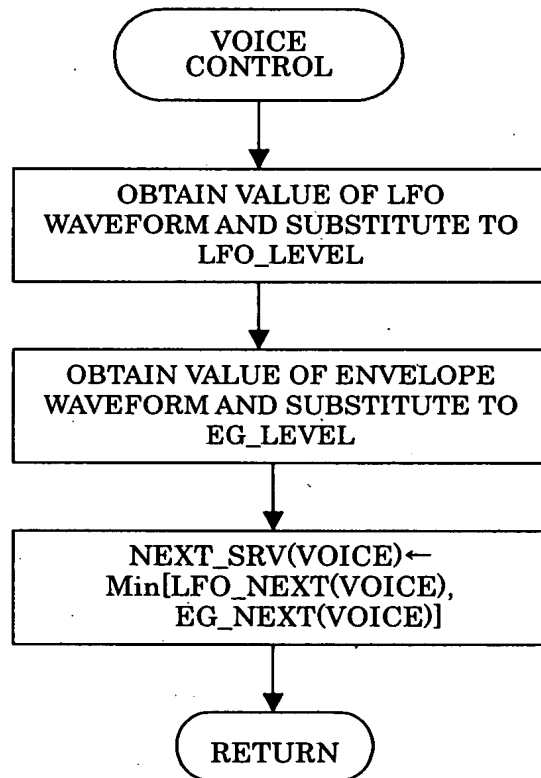 VOICE
CONTROL
OBTAIN VALUE OF LFO
WAVEFORM AND SUBSTITUTE TO
LFO_LEVEL
OBTAIN VALUE OF ENVELOPE
WAVEFORM AND SUBSTITUTE TO
EG_LEVEL
NEXT_SRV(VOICE)←
Min[LFO_NEXT(VOICE),
EG_NEXT(VOICE)]
RETURN